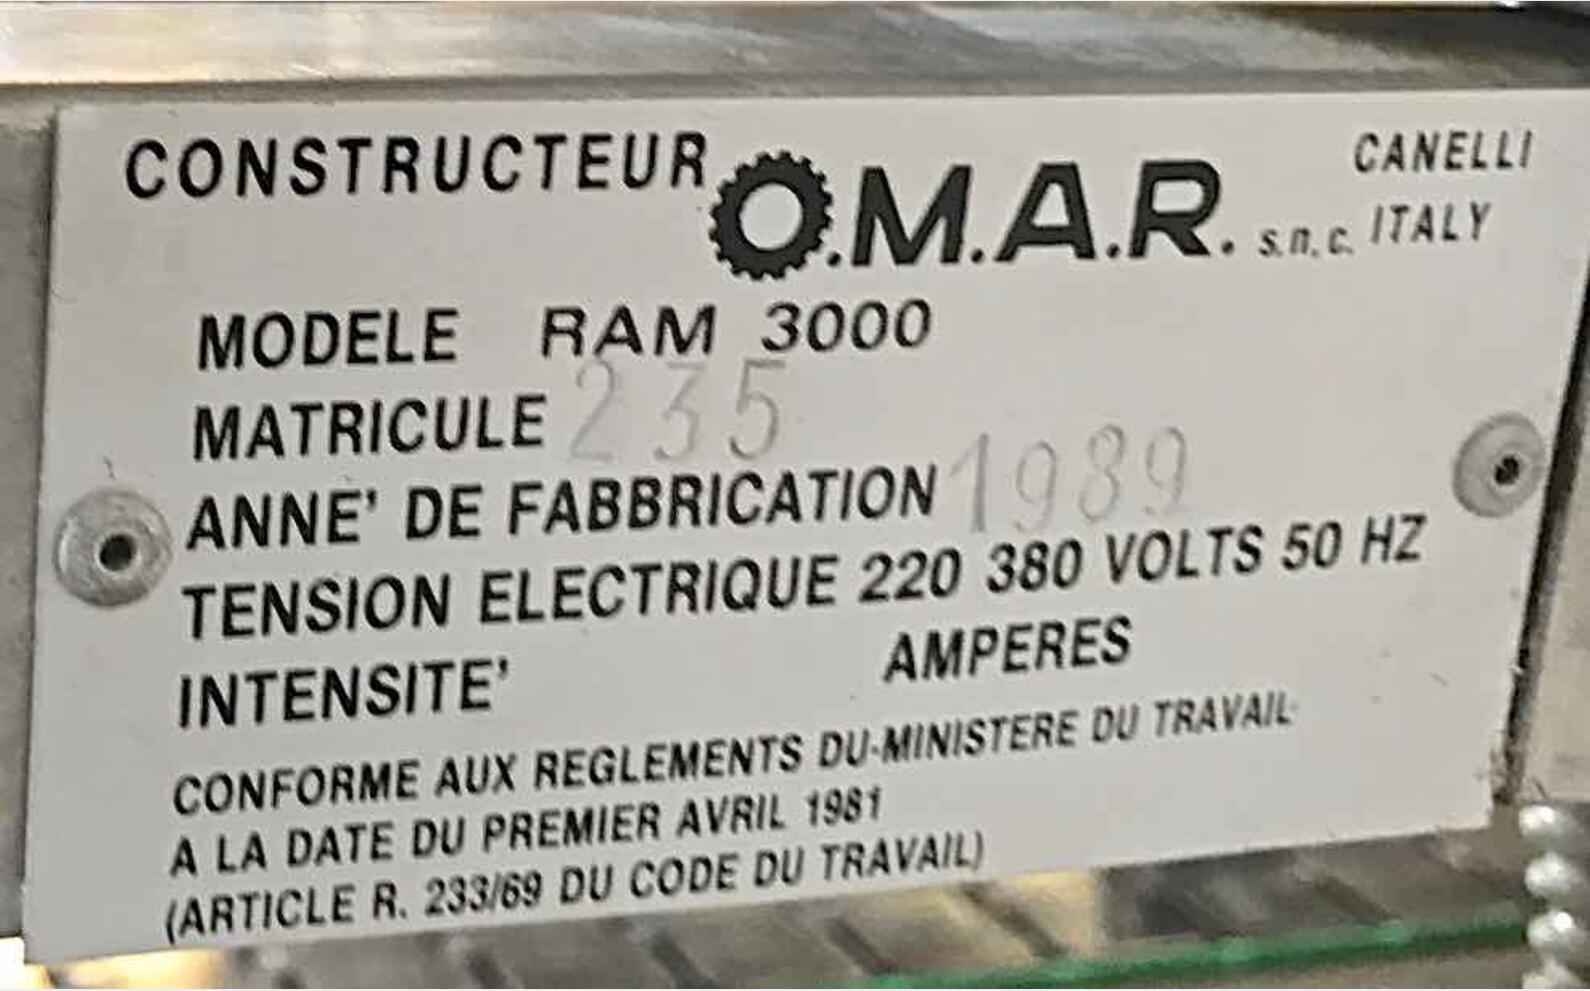 CONSTRUCTEUR O.M.A.R. s.n.c. CANELLI ITALY
MODELE RAM 3000
MATRICULE 235
ANNE' DE FABBRICATION 1989
TENSION ELECTRIQUE 220 380 VOLTS 50 HZ
INTENSITE' AMPERES
CONFORME AUX REGLEMENTS DU-MINISTERE DU TRAVAIL
A LA DATE DU PREMIER AVRIL 1981
(ARTICLE R. 233/69 DU CODE DU TRAVAIL)